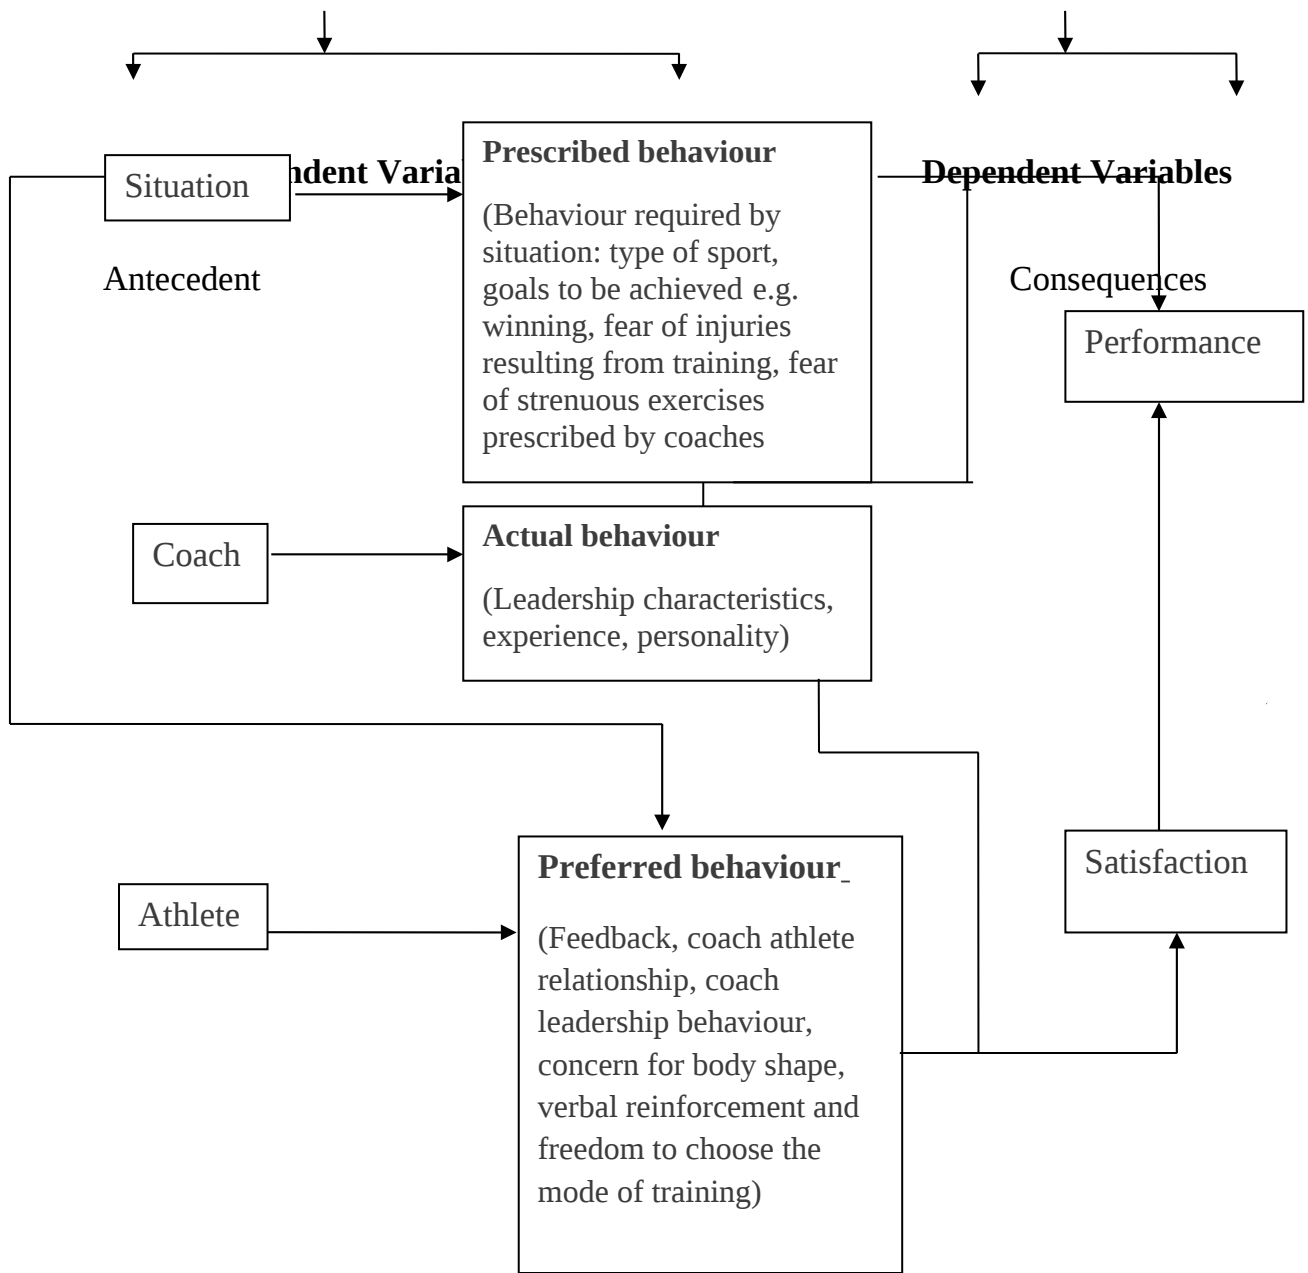 Situation
ndent Varia
Prescribed behaviour
(Behaviour required by
situation: type of sport,
goals to be achieved e.g.
winning, fear of injuries
resulting from training, fear
of strenuous exercises
prescribed by coaches
Dependent Variables
Antecedent
Consequences
Performance
Coach
Actual behaviour
(Leadership characteristics,
experience, personality)
Athlete
Preferred behaviour
(Feedback, coach athlete
relationship, coach
leadership behaviour,
concern for body shape,
verbal reinforcement and
freedom to choose the
mode of training)
Satisfaction